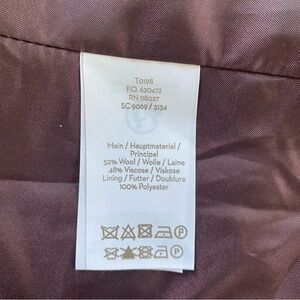 T0198
P.O. 620472
RN 118027
SC 9069 / 3134
Main / Hauptmaterial /
Principal
52% Wool / Wolle / Laine
48% Viscose / Viskose
Lining / Futter / Doublure
100% Polyester